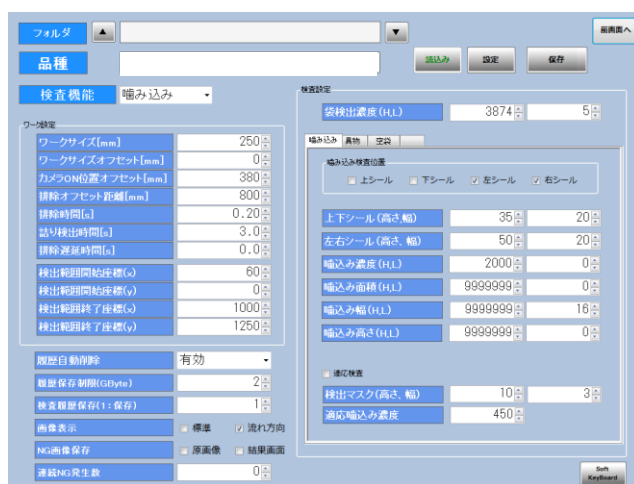 フォルダ ▲ ▼ 前画面へ
品種 読込み 設定 保存
検査機能 噛み込み
ワーク設定
ワークサイズ[mm] 250
ワークサイズオフセット[mm] 0
カメラON位置オフセット[mm] 380
排除オフセット距離[mm] 800
排除時間[s] 0.20
詰り検出時間[s] 3.0
排除遅延時間[s] 0.0
検出範囲開始座標(x) 60
検出範囲開始座標(y) 0
検出範囲終了座標(x) 1000
検出範囲終了座標(y) 1250
履歴自動削除 有効
履歴保存制限(GByte) 2
検査履歴保存(1:保存) 1
画像表示 標準 流れ方向
NG画像保存 原画像 結果画面
連続NG発生数 0
検査設定
袋検出濃度(H,L) 3874 5
噛み込み 異物 空袋
噛み込み検査位置
上シール 下シール 左シール 右シール
上下シール(高さ,幅) 35 20
左右シール(高さ、幅) 50 20
噛込み濃度(H,L) 2000 0
噛込み面積(H,L) 9999999 0
噛込み幅(H,L) 9999999 16
噛込み高さ(H,L) 9999999 0
適応検査
検出マスク(高さ、幅) 10 3
適応噛込み濃度 450
Soft
KeyBoard